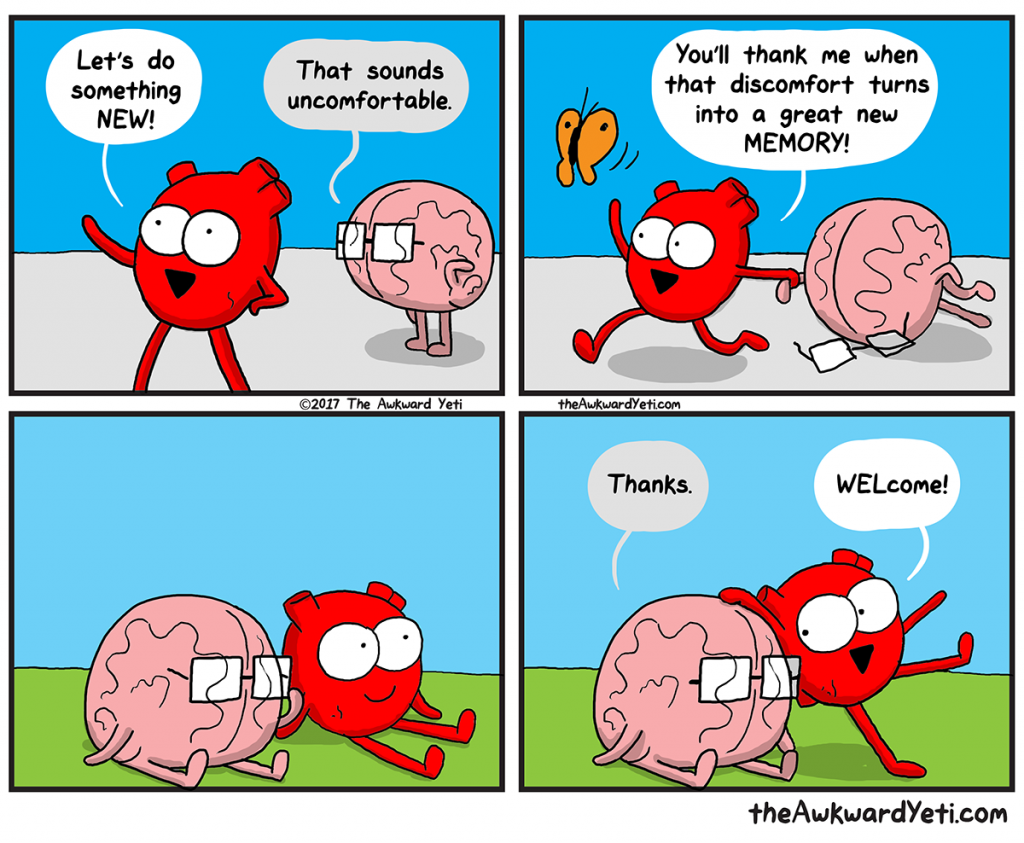 Let's do
something
NEW!
That sounds
uncomfortable.
You'll thank me when
that discomfort turns
into a great new
MEMORY!
©2017 The Awkward Yeti
theAwkwardYeti.com
Thanks.
WELcome!
theAwkwardYeti.com